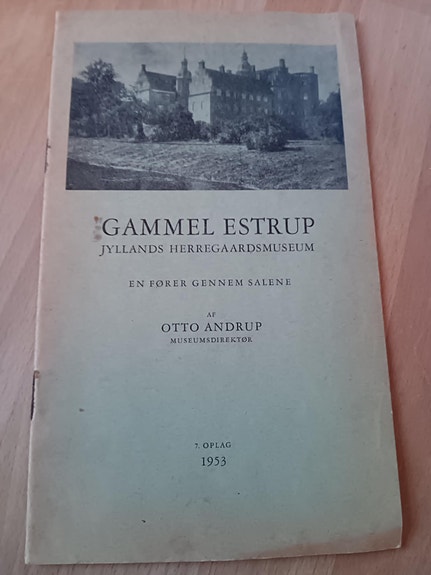 GAMMEL ESTRUP
JYLLANDS HERREGAARDSMUSEUM
EN FØRER GENNEM SALENE
AF
OTTO ANDRUP
MUSEUMSDIREKTØR
7. OPLAG
1953